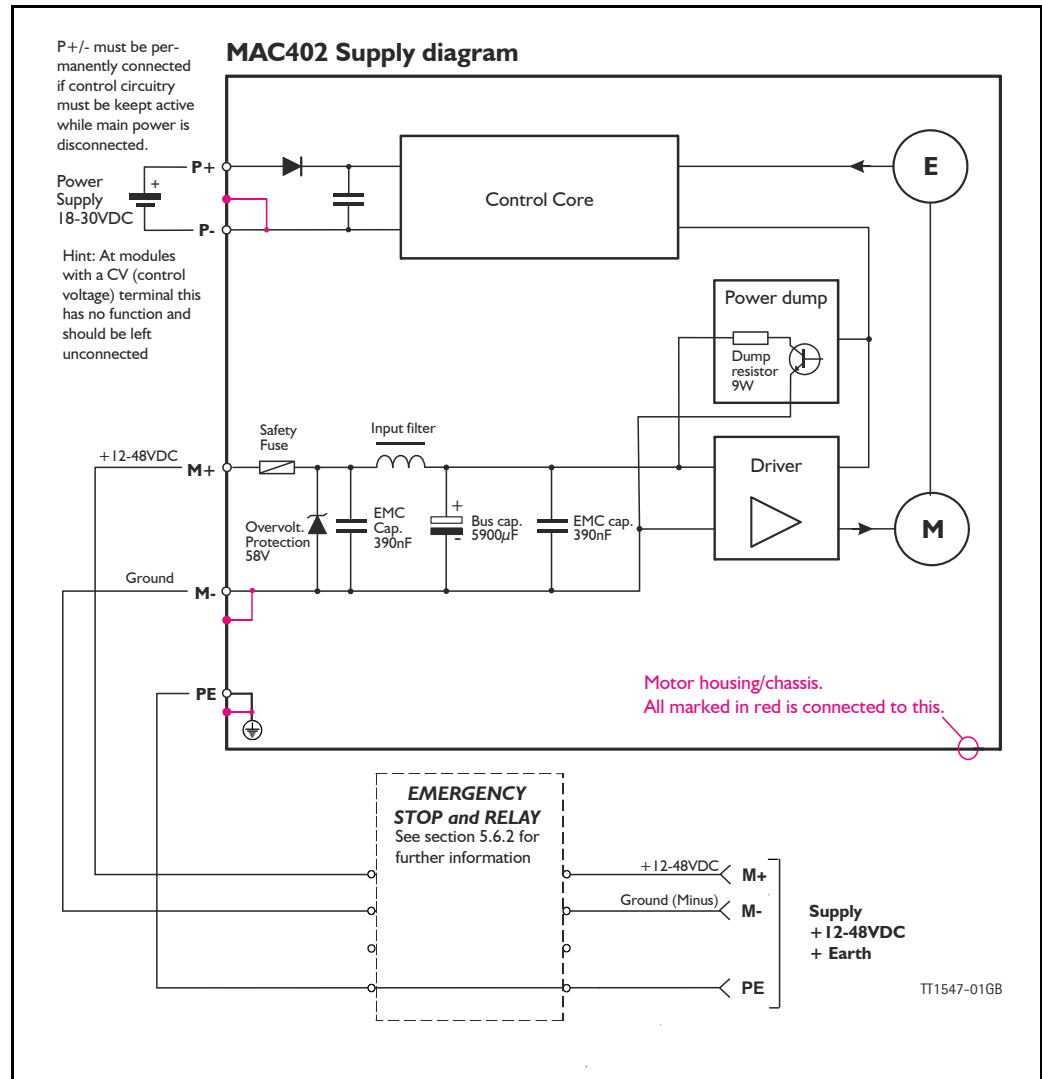 P+/- must be per-
manently connected
if control circuitry
must be keept active
while main power is
disconnected.
MAC402 Supply diagram
P+
Power
Supply
18-30VDC
+
P-
Hint: At modules
with a CV (control
voltage) terminal this
has no function and
should be left
unconnected
Control Core
E
Power dump
Dump
resistor
9W
Safety
Fuse
Input filter
+12-48VDC
M+
Driver
Overvolt.
Protection
58V
EMC
Cap.
390nF
+
-
Bus cap.
5900µF
EMC cap.
390nF
M
Ground
M-
PE
Motor housing/chassis.
All marked in red is connected to this.
EMERGENCY
STOP and RELAY
See section 5.6.2 for
further information
+12-48VDC
M+
Ground (Minus)
M-
PE
Supply
+12-48VDC
+ Earth
TT1547-01GB